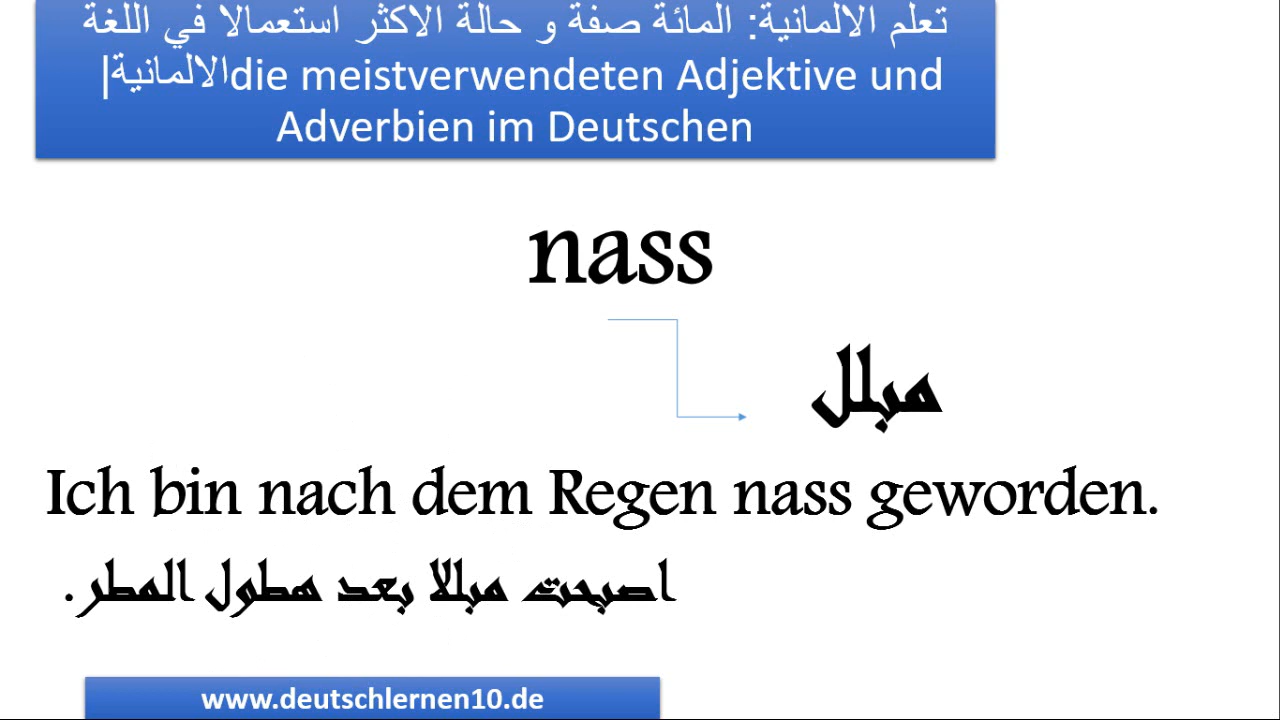 تعلم الالمانية: المائة صفة و حالة الاكثر استعمالا في اللغة
الالمانية|die meistverwendeten Adjektive und
Adverbien im Deutschen
nass
مبلل
Ich bin nach dem Regen nass geworden.
اصبحت مبللا بعد هطول المطر.
www.deutschlernen10.de